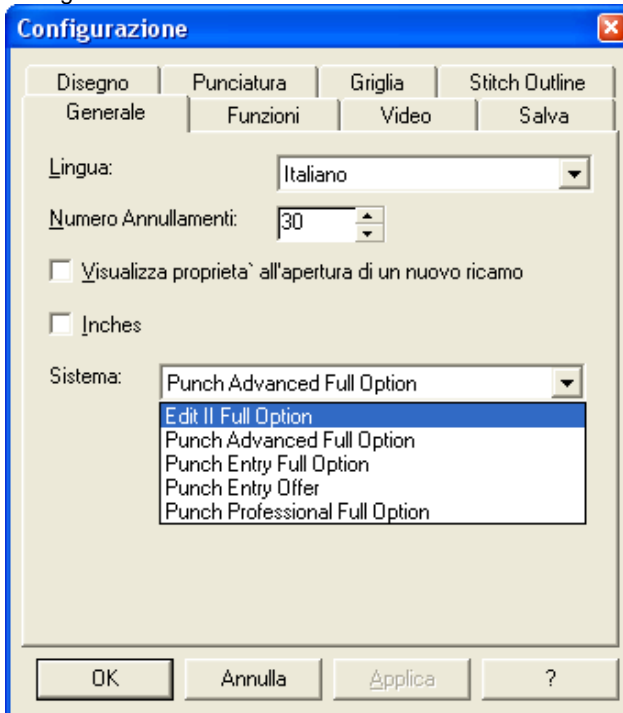 Configurazione
Disegno Punciatura Griglia Stitch Outline
Generale Funzioni Video Salva
Lingua: Italiano
Numero Annullamenti: 30
Visualizza proprieta` all'apertura di un nuovo ricamo
Inches
Sistema: Punch Advanced Full Option
Edit II Full Option
Punch Advanced Full Option
Punch Entry Full Option
Punch Entry Offer
Punch Professional Full Option
OK Annulla Applica ?